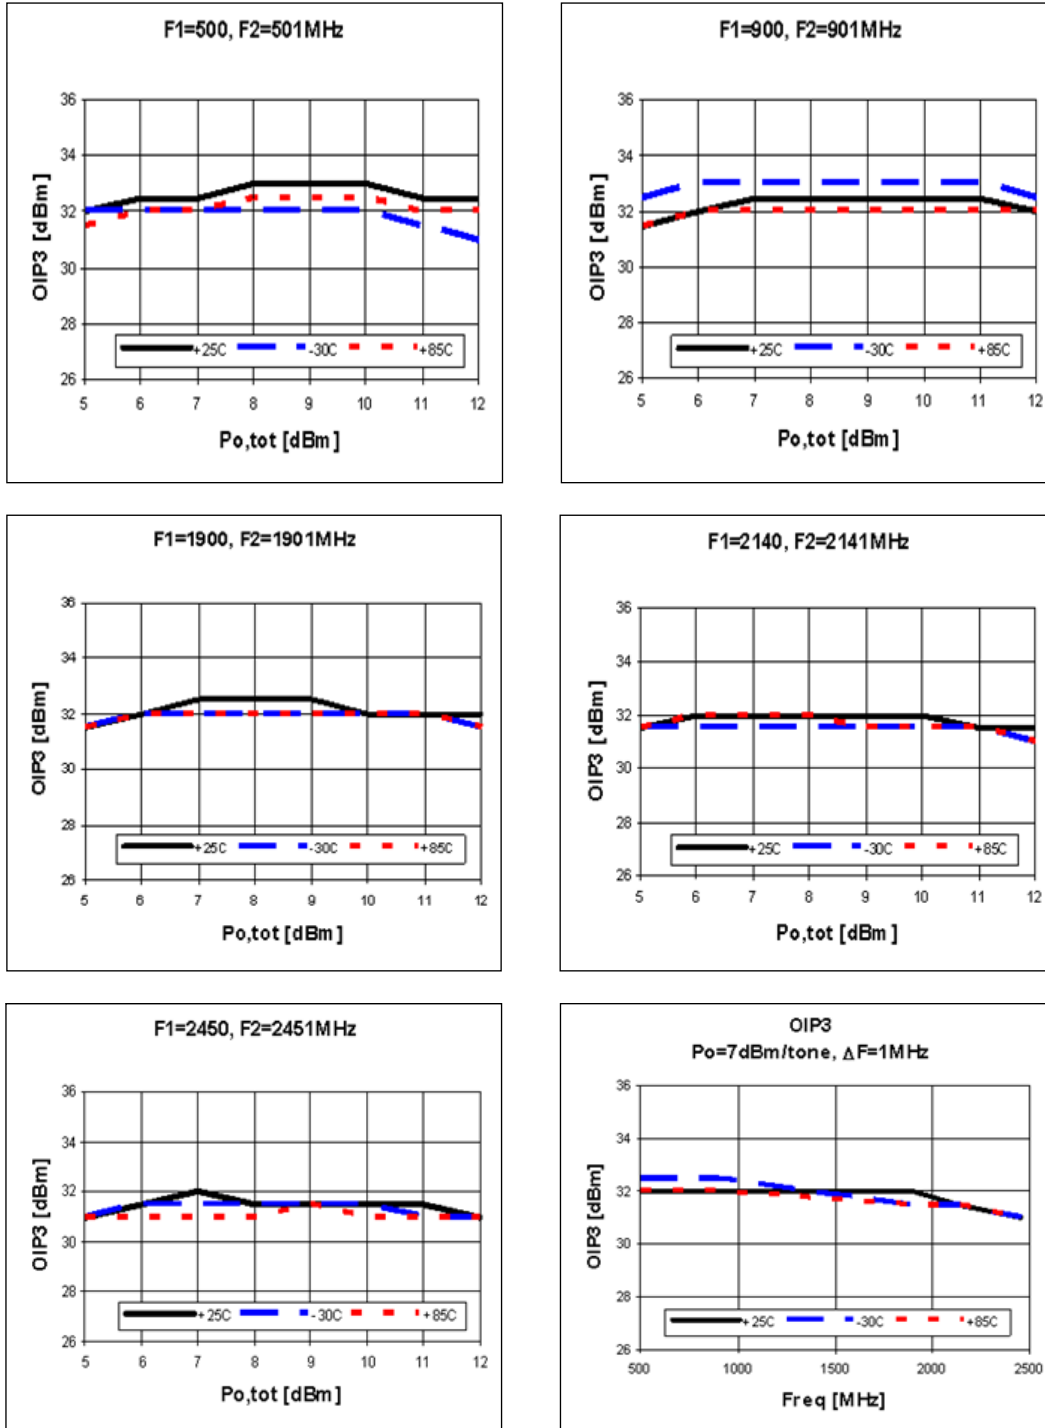 F1=500, F2=501MHz
36
34
32
30
28
26
OIP3 [dBm]
+25C -30C +85C
5 6 7 8 9 10 11 12
Po,tot [dBm]
F1=900, F2=901MHz
36
34
32
30
28
26
OIP3 [dBm]
+25C -30C +85C
5 6 7 8 9 10 11 12
Po,tot [dBm]
F1=1900, F2=1901MHz
36
34
32
30
28
26
OIP3 [dBm]
+25C -30C +85C
5 6 7 8 9 10 11 12
Po,tot [dBm]
F1=2140, F2=2141MHz
36
34
32
30
28
26
OIP3 [dBm]
+25C -30C +85C
5 6 7 8 9 10 11 12
Po,tot [dBm]
F1=2450, F2=2451MHz
36
34
32
30
28
26
OIP3 [dBm]
+25C -30C +85C
5 6 7 8 9 10 11 12
Po,tot [dBm]
OIP3
Po=7dBm/tone, ΔF=1MHz
36
34
32
30
28
26
OIP3 [dBm]
+25C -30C +85C
500 1000 1500 2000 2500
Freq [MHz]